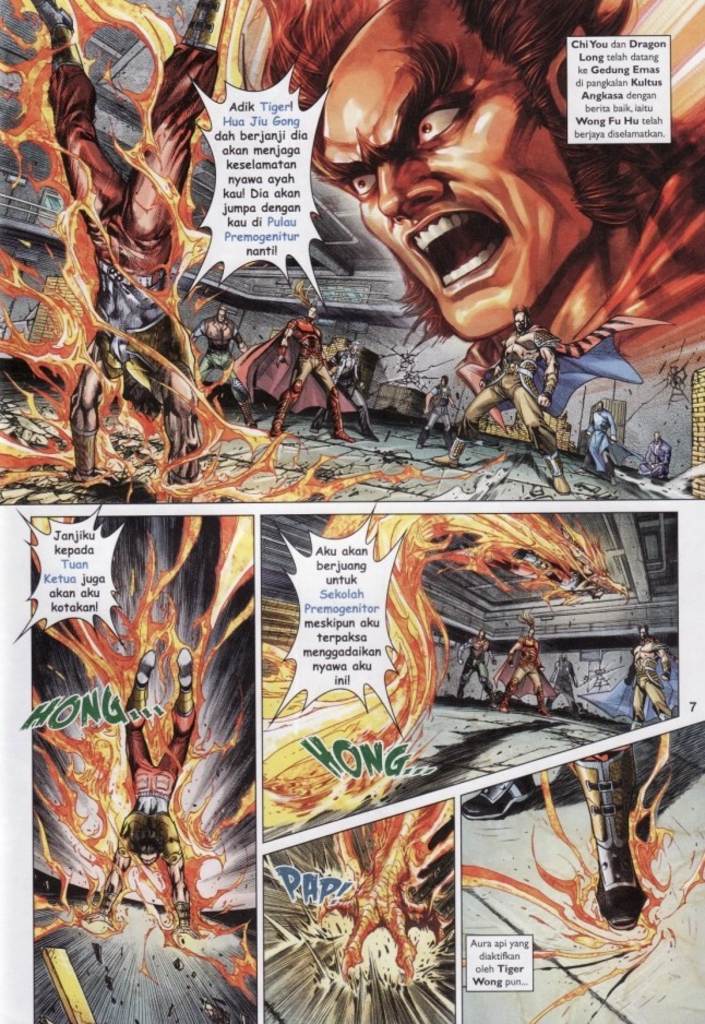 Chi You dan Dragon
Long telah datang
ke Gedung Emas
di pangkalan Kultus
Angkasa dengan
berita baik, iaitu
Wong Fu Hu telah
berjaya diselamatkan.
Adik Tiger!
Hua Jiu Gong
dah berjanji dia
akan menjaga
keselamatan
nyawa ayah
kau! Dia akan
jumpa dengan
kau di Pulau
Premogenitur
nanti!
Janjiku
kepada
Tuan
Ketua juga
akan aku
kotakan!
HONG...
Aku akan
berjuang
untuk
Sekolah
Premogenitor
meskipun aku
terpaksa
menggadaikan
nyawa aku
ini!
HONG...
7
PAP!
Aura api yang
diaktifkan
oleh Tiger
Wong pun...